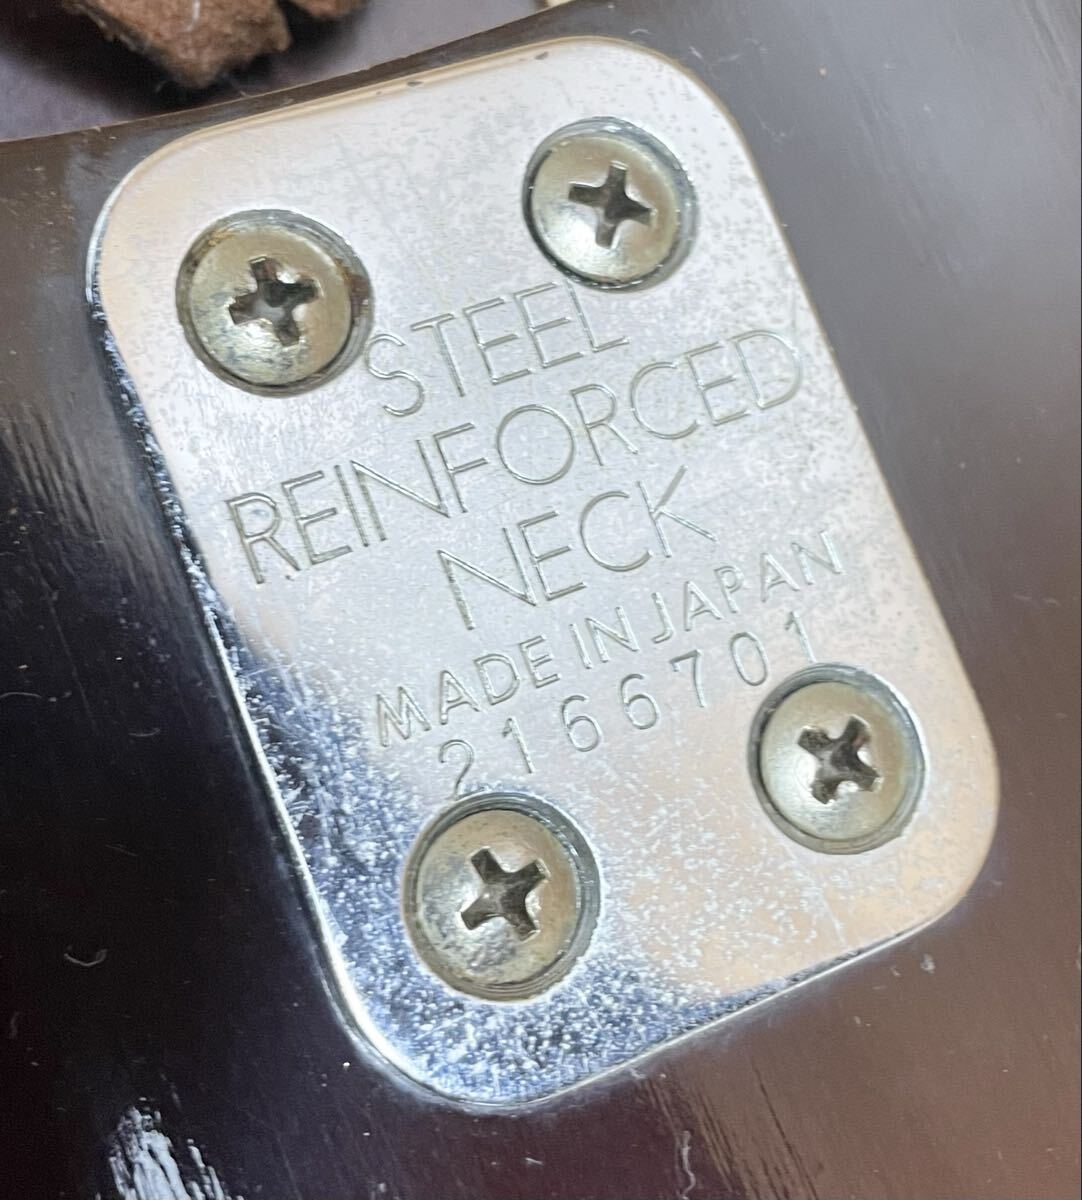 STEEL
REINFORCED
NECK
MADE IN JAPAN
2166701